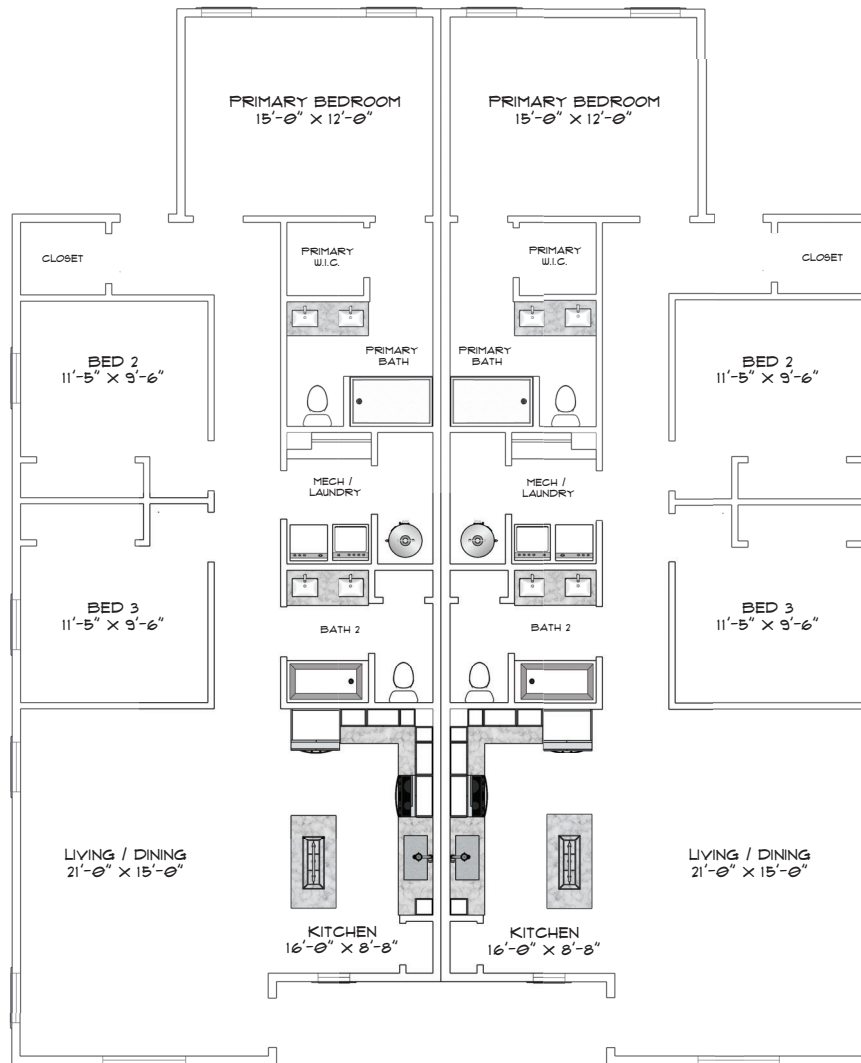 PRIMARY BEDROOM
15'-0" X 12'-0"
PRIMARY BEDROOM
15'-0" X 12'-0"
CLOSET
PRIMARY
W.I.C.
PRIMARY
W.I.C.
CLOSET
BED 2
11'-5" X 9'-6"
PRIMARY
BATH
PRIMARY
BATH
BED 2
11'-5" X 9'-6"
MECH /
LAUNDRY
MECH /
LAUNDRY
BED 3
11'-5" X 9'-6"
BATH 2
BATH 2
BED 3
11'-5" X 9'-6"
LIVING / DINING
21'-0" X 15'-0"
LIVING / DINING
21'-0" X 15'-0"
KITCHEN
16'-0" X 8'-8"
KITCHEN
16'-0" X 8'-8"